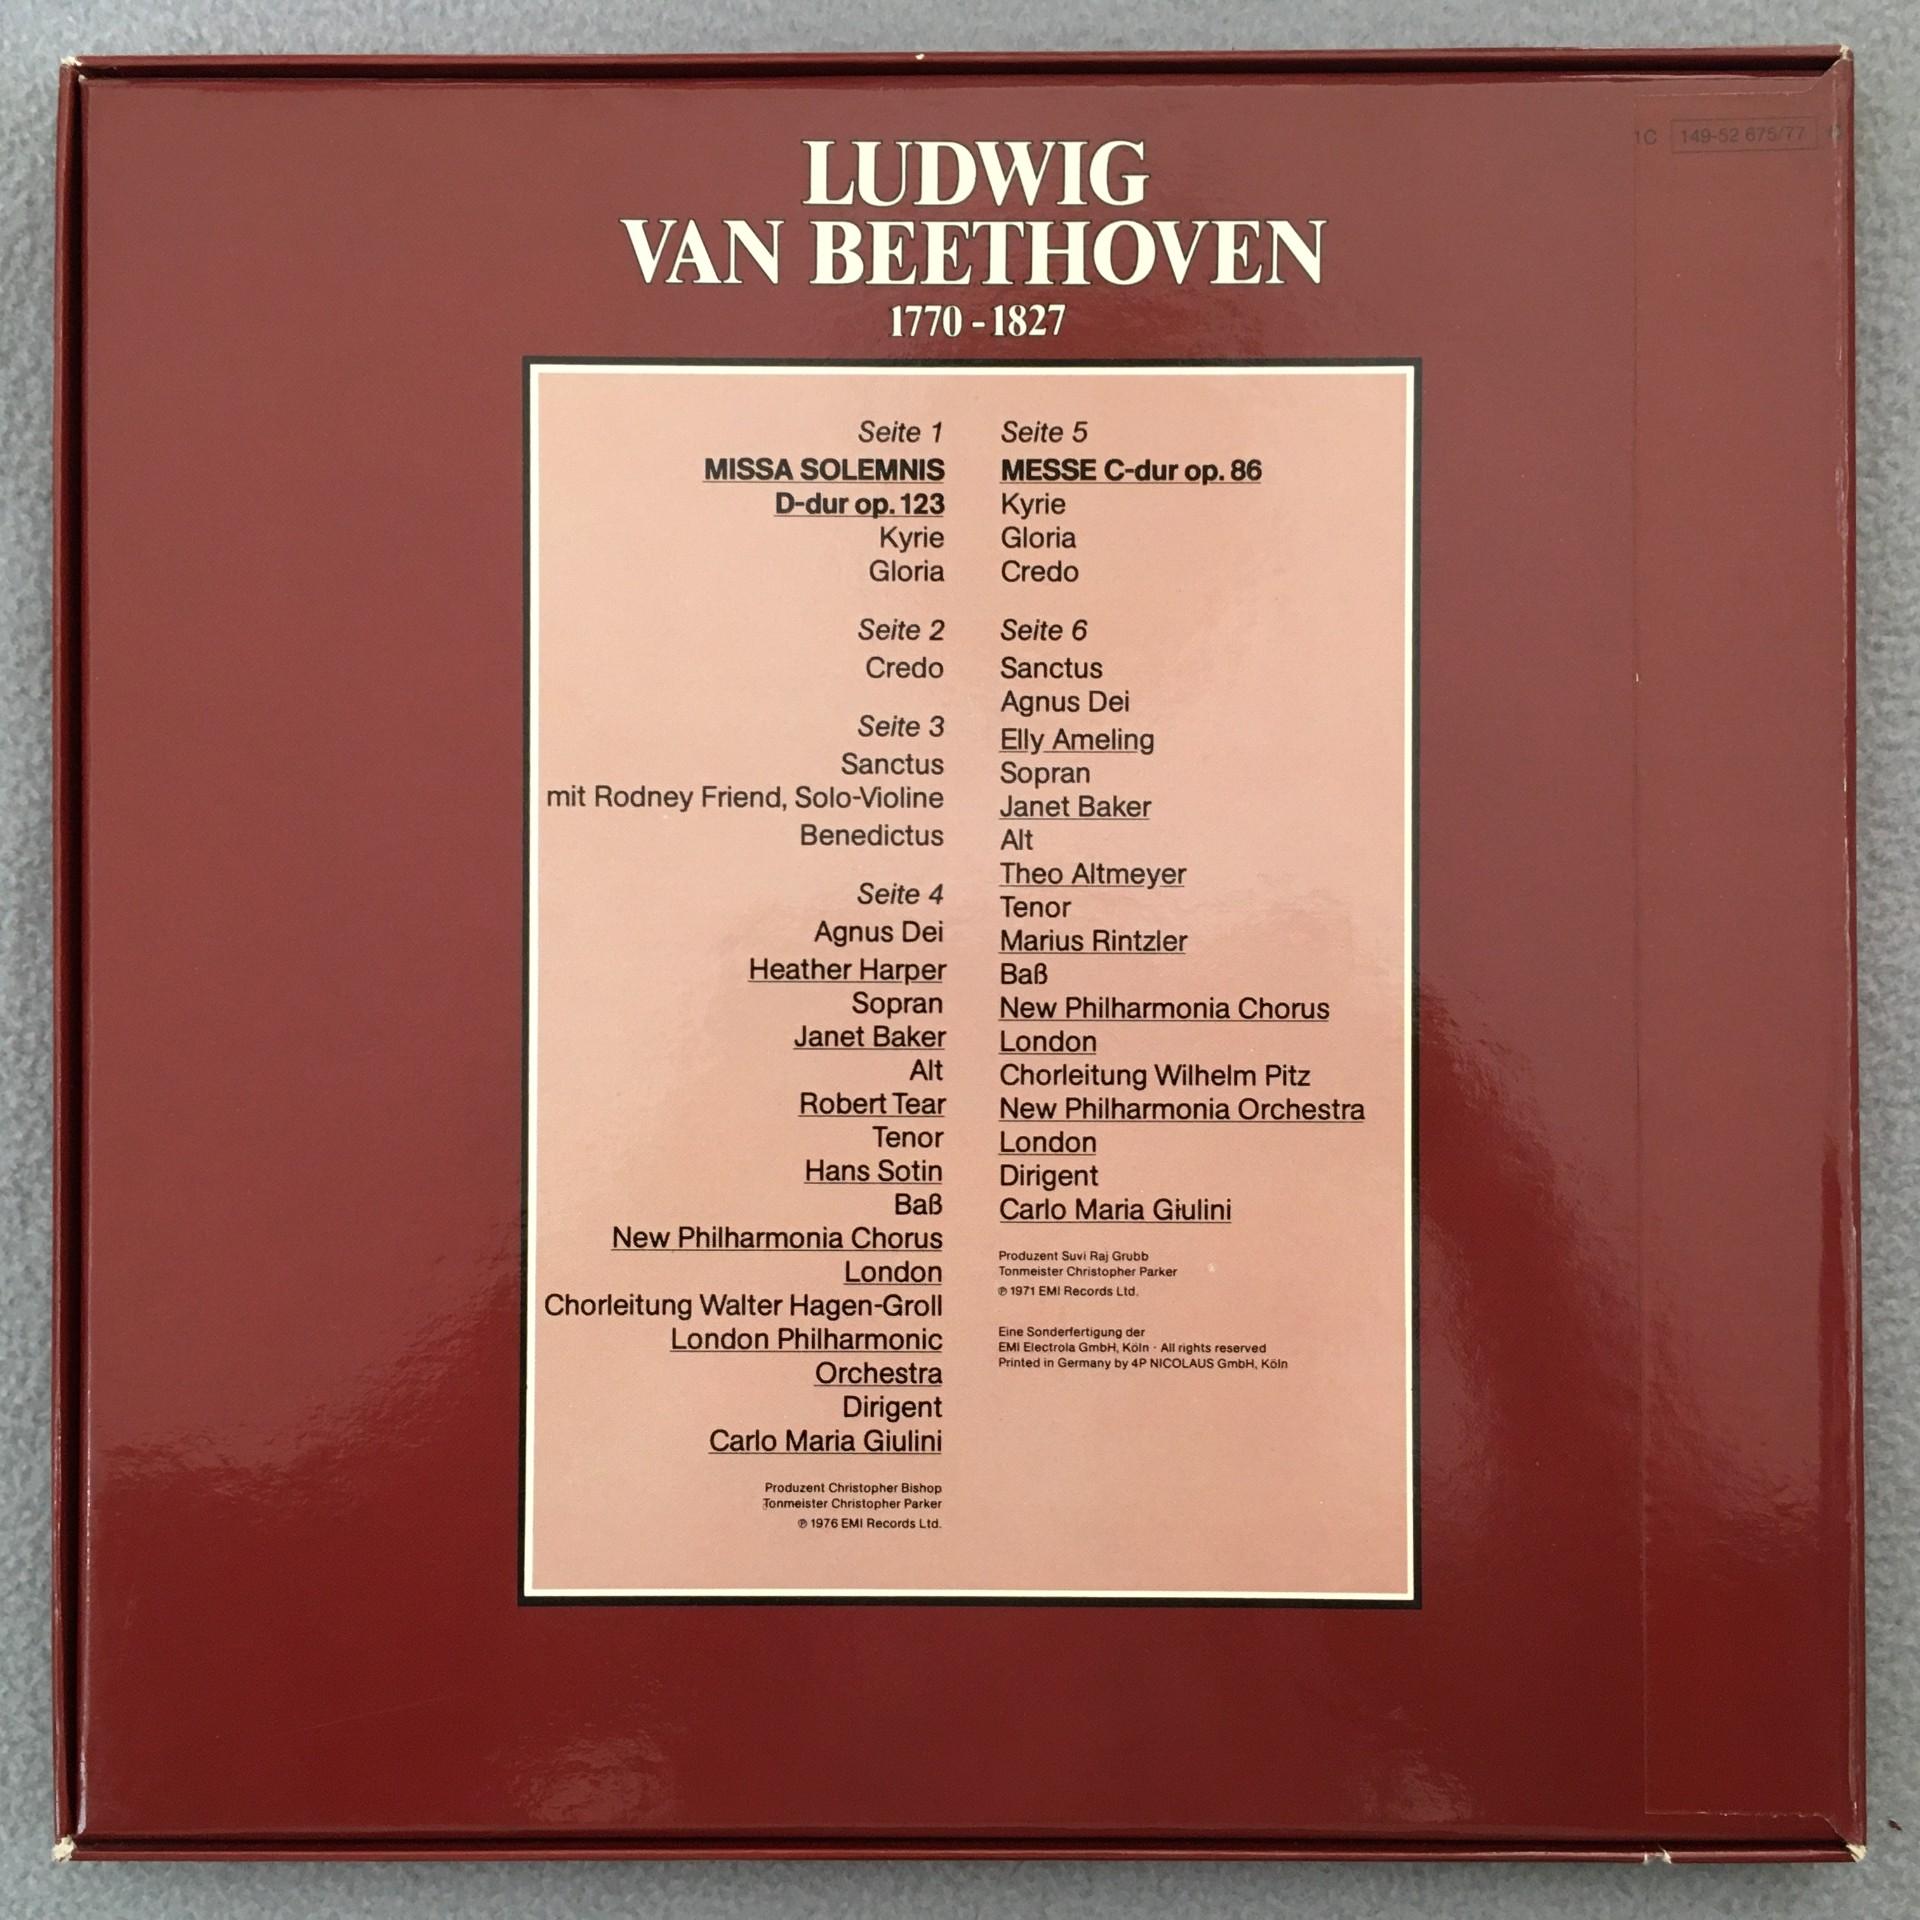 1C 149-52 675/77
LUDWIG
VAN BEETHOVEN
1770 - 1827
Seite 1
MISSA SOLEMNIS
D-dur op. 123
Kyrie
Gloria
Seite 2
Credo
Seite 3
Sanctus
mit Rodney Friend, Solo-Violine
Benedictus
Seite 4
Agnus Dei
Heather Harper
Sopran
Janet Baker
Alt
Robert Tear
Tenor
Hans Sotin
Baß
New Philharmonia Chorus
London
Chorleitung Walter Hagen-Groll
London Philharmonic
Orchestra
Dirigent
Carlo Maria Giulini
Produzent Christopher Bishop
Tonmeister Christopher Parker
℗ 1976 EMI Records Ltd.
Seite 5
MESSE C-dur op. 86
Kyrie
Gloria
Credo
Seite 6
Sanctus
Agnus Dei
Elly Ameling
Sopran
Janet Baker
Alt
Theo Altmeyer
Tenor
Marius Rintzler
Baß
New Philharmonia Chorus
London
Chorleitung Wilhelm Pitz
New Philharmonia Orchestra
London
Dirigent
Carlo Maria Giulini
Produzent Suvi Raj Grubb
Tonmeister Christopher Parker
℗ 1971 EMI Records Ltd.
Eine Sonderfertigung der
EMI Electrola GmbH, Köln · All rights reserved
Printed in Germany by 4P NICOLAUS GmbH, Köln